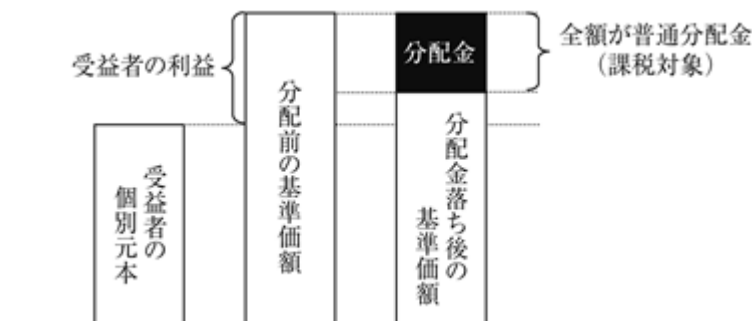 受益者の利益
分配金
全額が普通分配金
（課税対象）
受益者の
個別元本
分配前の基準価額
分配金落ち後の
基準価額